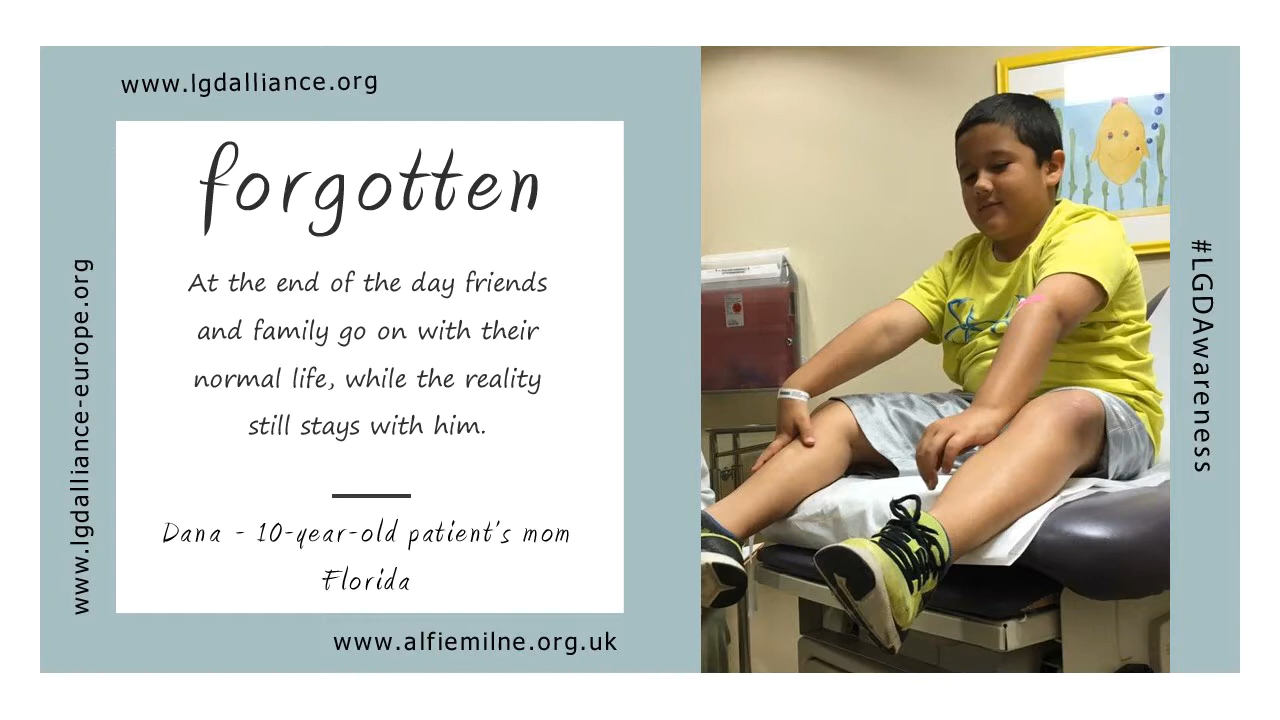 www.lgdalliance.org
forgotten
At the end of the day friends
and family go on with their
normal life, while the reality
still stays with him.
Dana - 10-year-old patient's mom
Florida
www.alfiemilne.org.uk
www.lgdalliance-europe.org
#LGDAwareness